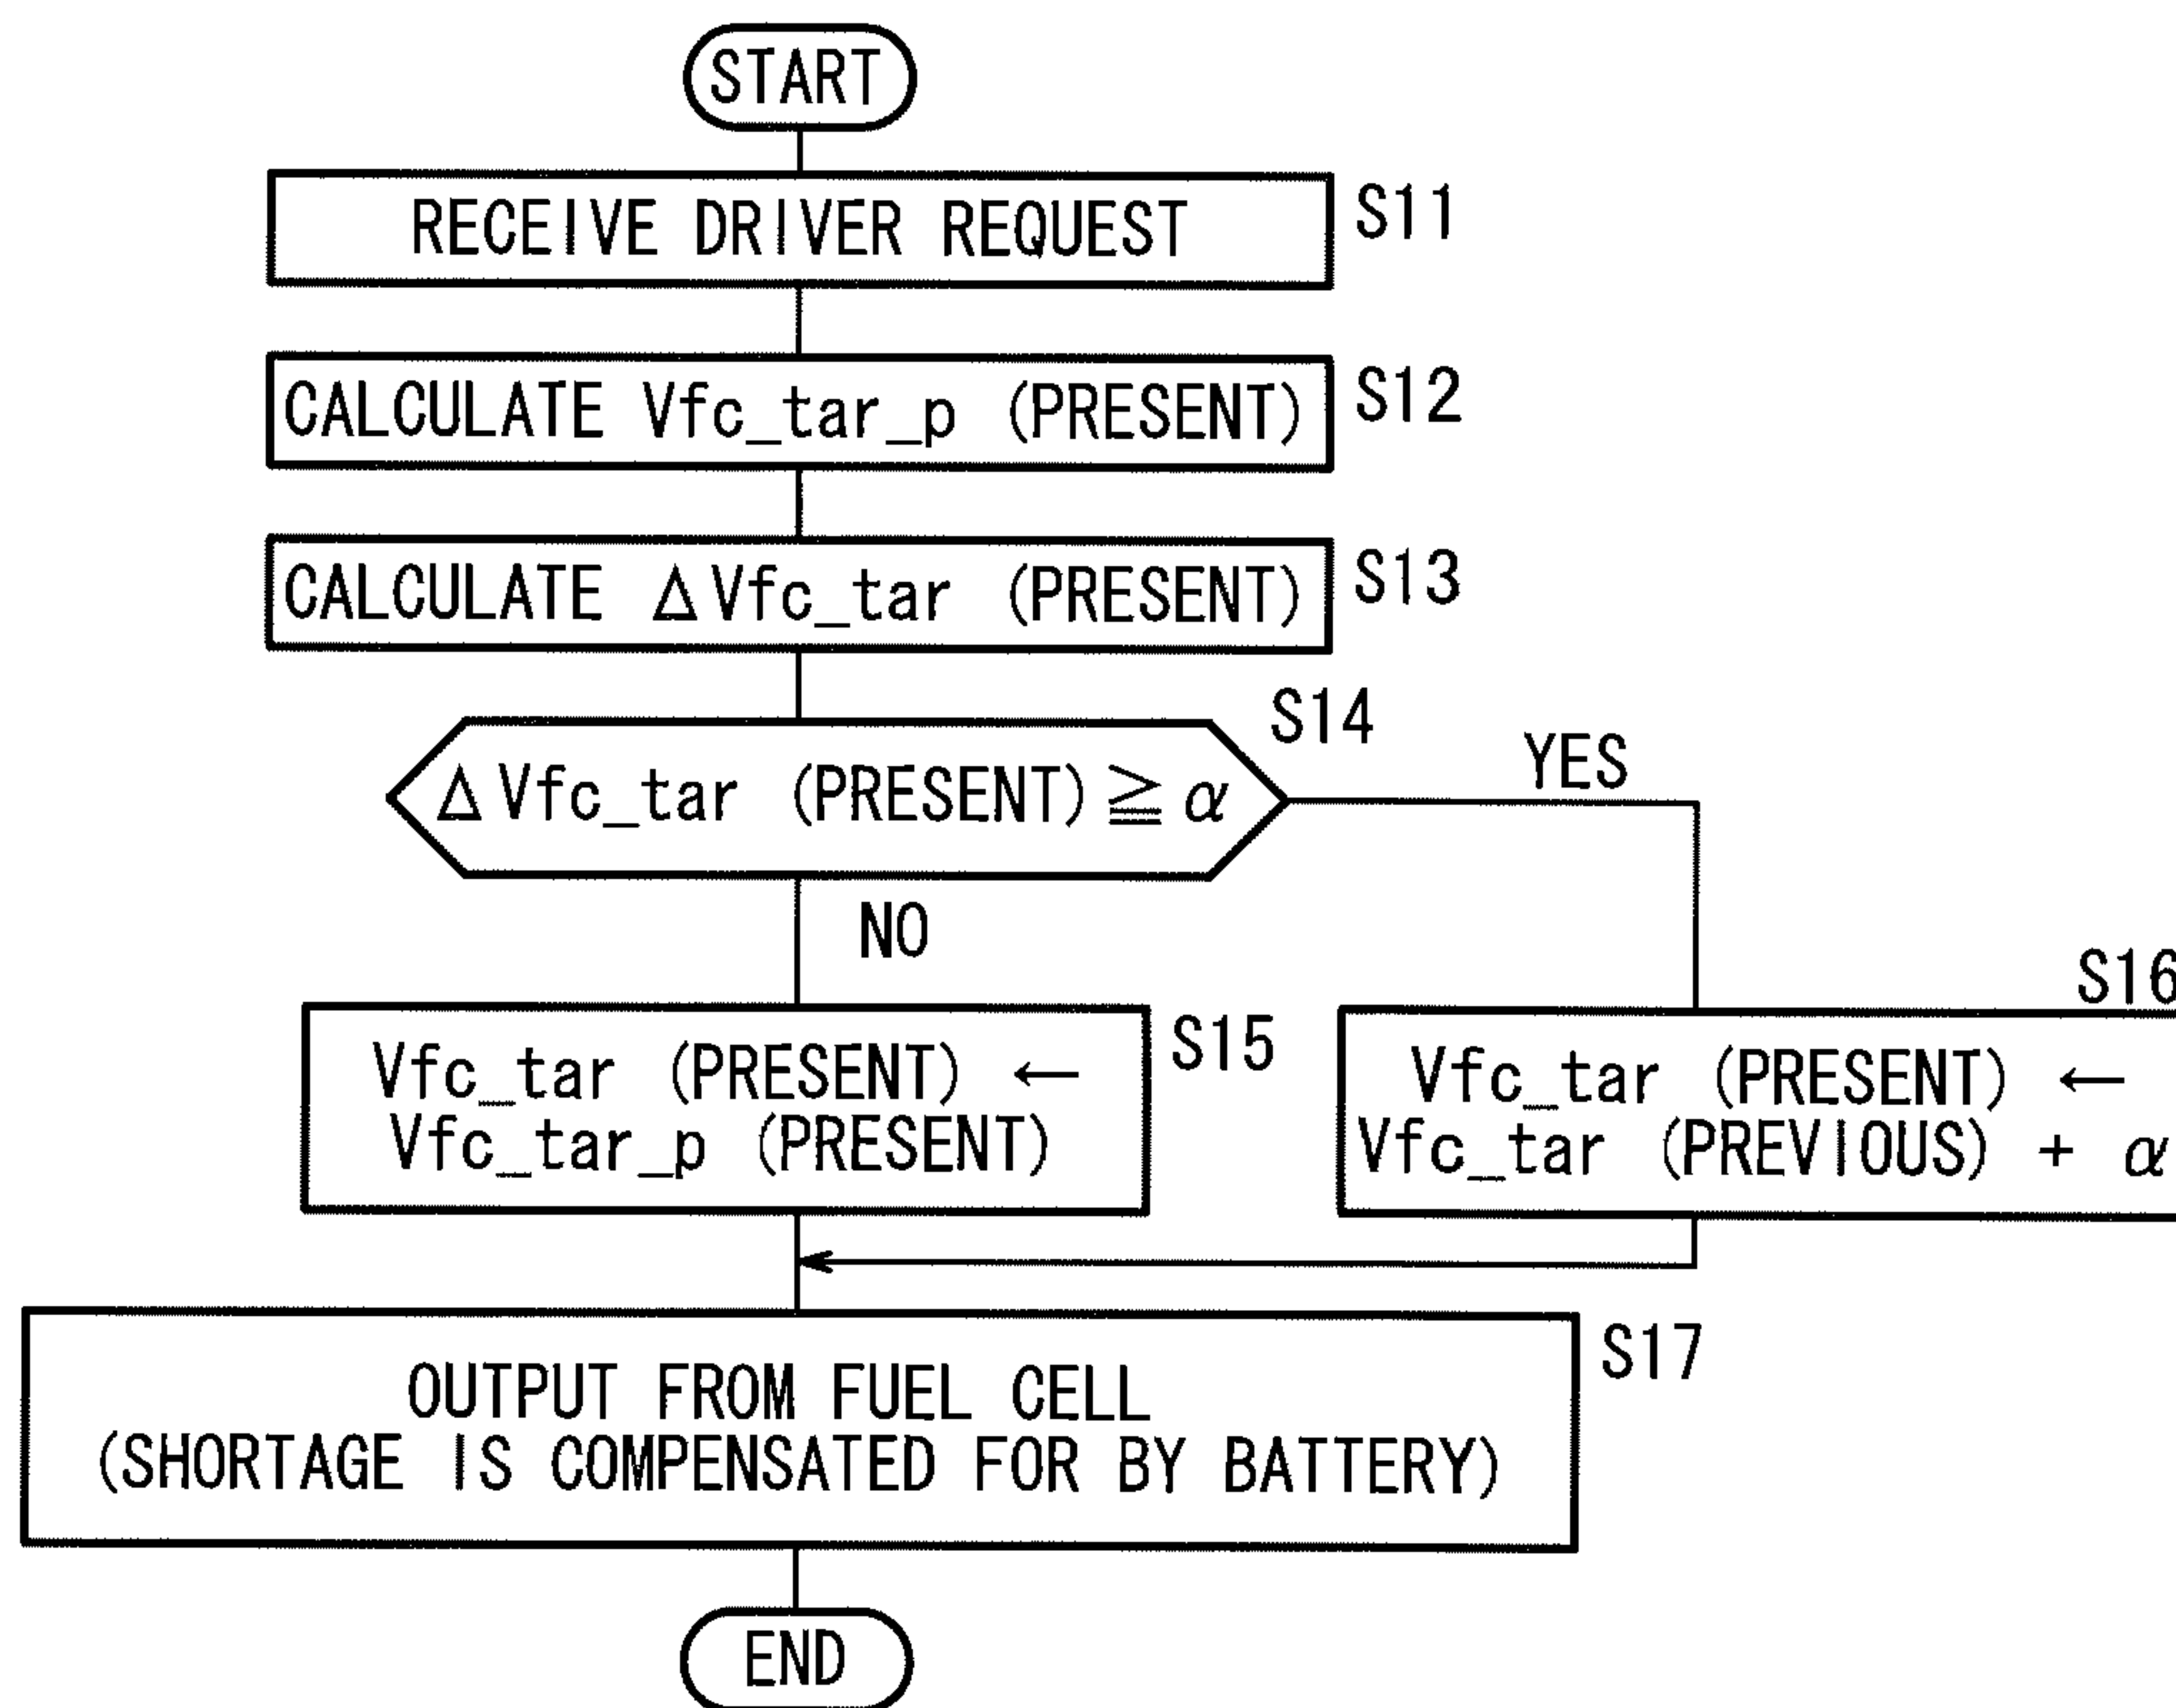 START
RECEIVE DRIVER REQUEST
S11
CALCULATE Vfc_tar_p (PRESENT)
S12
CALCULATE ΔVfc_tar (PRESENT)
S13
S14
ΔVfc_tar (PRESENT) ≧ α
YES
NO
S15
Vfc_tar (PRESENT) ←
Vfc_tar_p (PRESENT)
S16
Vfc_tar (PRESENT) ←
Vfc_tar (PREVIOUS) + α
S17
OUTPUT FROM FUEL CELL
(SHORTAGE IS COMPENSATED FOR BY BATTERY)
END